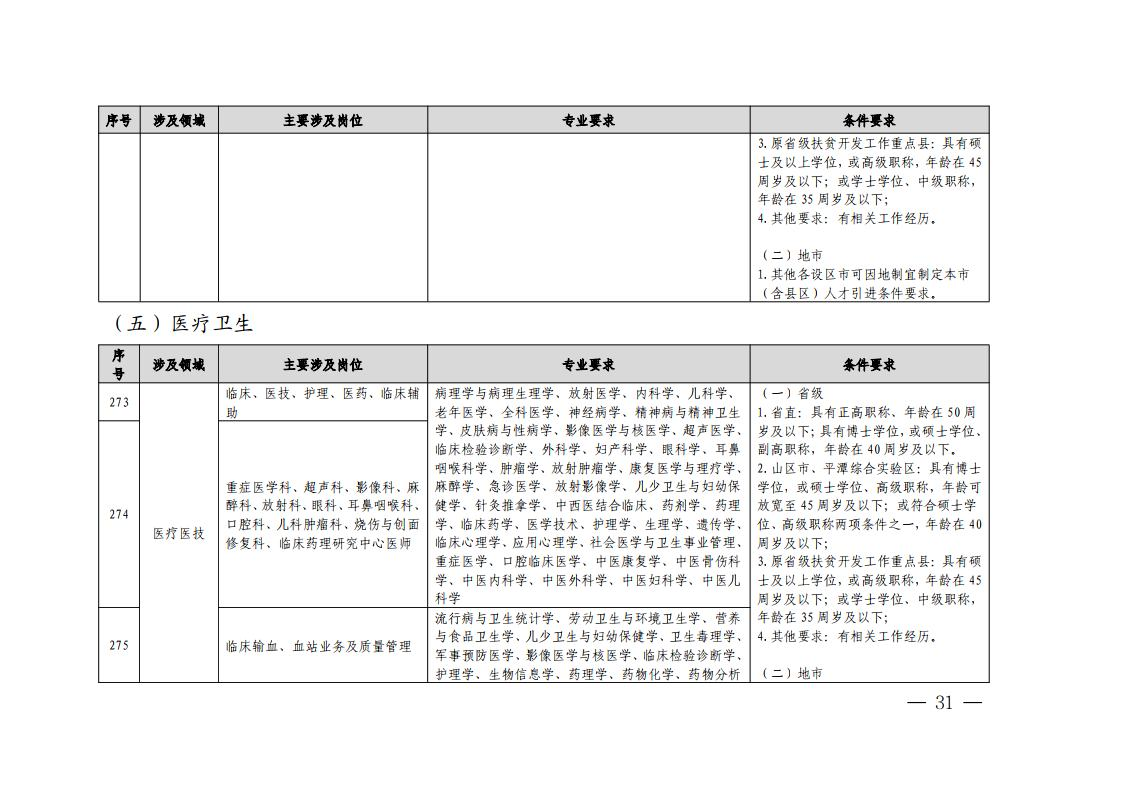 序号 涉及领域 主要涉及岗位 专业要求 条件要求
3.原省级扶贫开发工作重点县：具有硕
士及以上学位，或高级职称，年龄在 45
周岁及以下；或学士学位、中级职称，
年龄在 35 周岁及以下；
4.其他要求：有相关工作经历。
（二）地市
1.其他各设区市可因地制宜制定本市
（含县区）人才引进条件要求。
（五）医疗卫生
序
号
涉及领域 主要涉及岗位 专业要求 条件要求
273
医疗医技
临床、医技、护理、医药、临床辅
助
274
重症医学科、超声科、影像科、麻
醉科、放射科、眼科、耳鼻咽喉科、
口腔科、儿科肿瘤科、烧伤与创面
修复科、临床药理研究中心医师
病理学与病理生理学、放射医学、内科学、儿科学、
老年医学、全科医学、神经病学、精神病与精神卫生
学、皮肤病与性病学、影像医学与核医学、超声医学、
临床检验诊断学、外科学、妇产科学、眼科学、耳鼻
咽喉科学、肿瘤学、放射肿瘤学、康复医学与理疗学、
麻醉学、急诊医学、放射影像学、儿少卫生与妇幼保
健学、针灸推拿学、中西医结合临床、药剂学、药理
学、临床药学、医学技术、护理学、生理学、遗传学、
临床心理学、应用心理学、社会医学与卫生事业管理、
重症医学、口腔临床医学、中医康复学、中医骨伤科
学、中医内科学、中医外科学、中医妇科学、中医儿
科学
275
临床输血、血站业务及质量管理
流行病与卫生统计学、劳动卫生与环境卫生学、营养
与食品卫生学、儿少卫生与妇幼保健学、卫生毒理学、
军事预防医学、影像医学与核医学、临床检验诊断学、
护理学、生物信息学、药理学、药物化学、药物分析
（一）省级
1.省直：具有正高职称、年龄在 50 周
岁及以下；具有博士学位，或硕士学位、
副高职称，年龄在 40 周岁及以下。
2.山区市、平潭综合实验区：具有博士
学位，或硕士学位、高级职称，年龄可
放宽至 45 周岁及以下；或符合硕士学
位、高级职称两项条件之一，年龄在 40
周岁及以下；
3.原省级扶贫开发工作重点县：具有硕
士及以上学位，或高级职称，年龄在 45
周岁及以下；或学士学位、中级职称，
年龄在 35 周岁及以下；
4.其他要求：有相关工作经历。
（二）地市
— 31 —